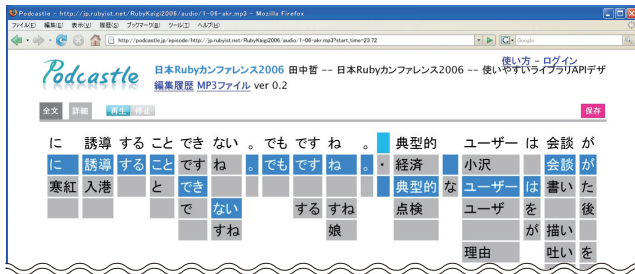 Podcastle - http://jp.rubyist.net/RubyKaigi2006/audio/1-06-akr.mp3 - Mozilla Firefox
ファイル(F) 編集(E) 表示(V) 履歴(S) ブックマーク(B) ツール(T) ヘルプ(H)
http://podcastle.jp/episode/http://jp.rubyist.net/RubyKaigi2006/audio/1-06-akr.mp3?start_time=23.72 Google
使い方 - ログイン
Podcastle 日本Rubyカンファレンス2006 田中哲 -- 日本Rubyカンファレンス2006 -- 使いやすいライブラリAPIデザ
編集履歴 MP3ファイル ver 0.2
全文 詳細 再生 停止 保存
に 誘導 する こと でき ない 。 でも です ね 。 典型的 ユーザー は 会談 が
に 誘導 する こと です ね 。 でも です ね 。 ・ 経済 小沢 会談 が
寒紅 入港 と でき 典型的 な ユーザー は 書い た
で ない する すね 点検 ユーザ を 後
すね 娘 が 描い
理由 吐い を